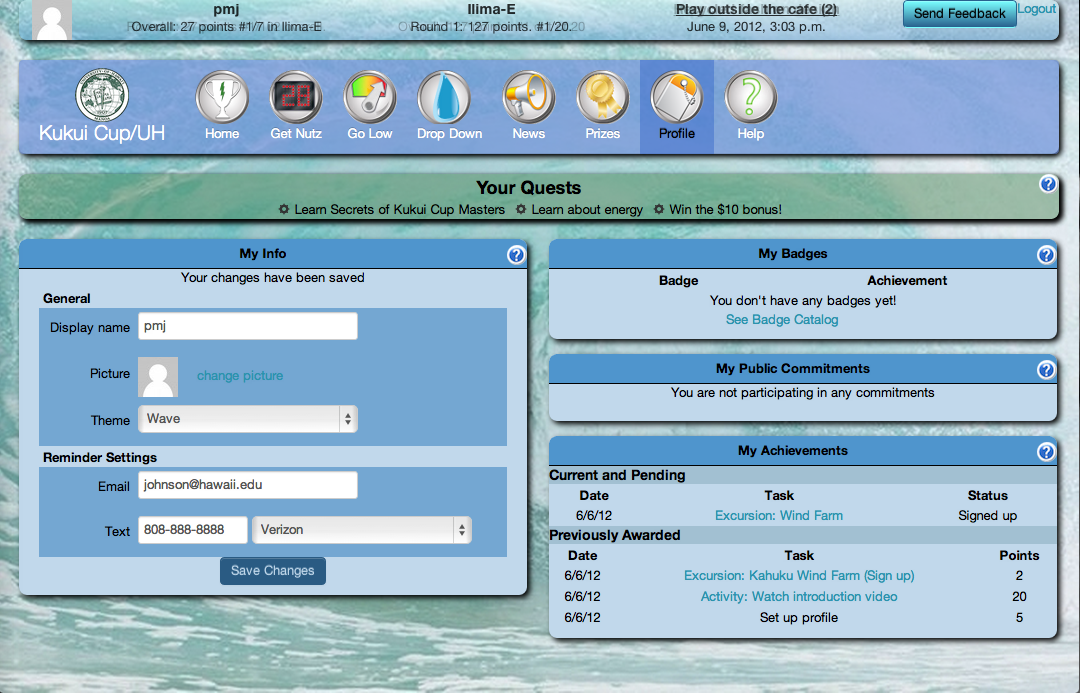 pmj
Overall: 27 points #1/7 in Ilima-E
Ilima-E
Round 1: 127 points. #1/20.
Play outside the cafe (2)
June 9, 2012, 3:03 p.m.
Send Feedback
Logout
Kukui Cup/UH
28
Home
Get Nutz
Go Low
Drop Down
News
Prizes
Profile
?
Help
Your Quests
?
Learn Secrets of Kukui Cup Masters Learn about energy Win the $10 bonus!
My Info
?
Your changes have been saved
General
Display name pmj
Picture change picture
Theme Wave
Reminder Settings
Email johnson@hawaii.edu
Text 808-888-8888 Verizon
Save Changes
My Badges
?
Badge Achievement
You don't have any badges yet!
See Badge Catalog
My Public Commitments
?
You are not participating in any commitments
My Achievements
?
Current and Pending
Date Task Status
6/6/12 Excursion: Wind Farm Signed up
Previously Awarded
Date Task Points
6/6/12 Excursion: Kahuku Wind Farm (Sign up) 2
6/6/12 Activity: Watch introduction video 20
6/6/12 Set up profile 5